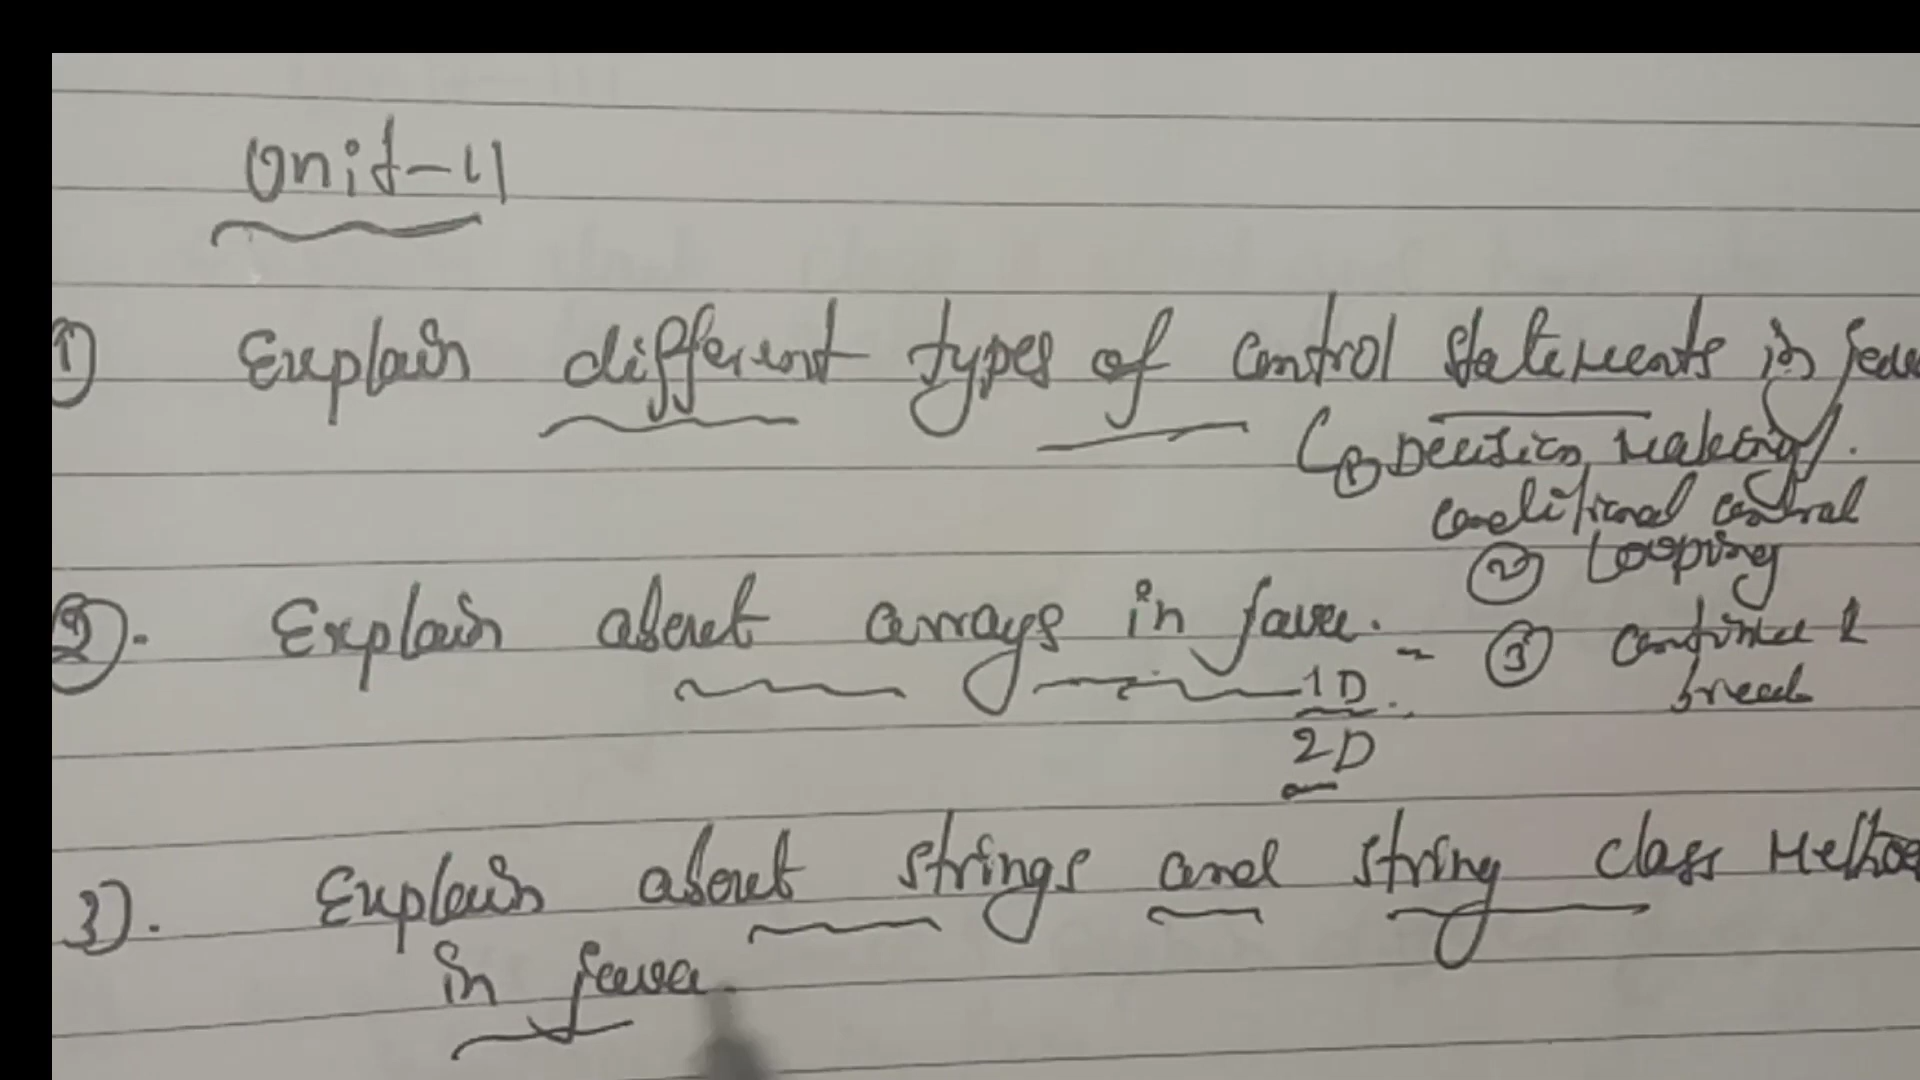 Unit-4
1) Explain different types of control statements in Java
① Decision making/.
conditional control
② Looping
③ continue &
break
2). Explain about arrays in Java. -
1D
2D
3). Explain about strings and string class Metho
in Java.